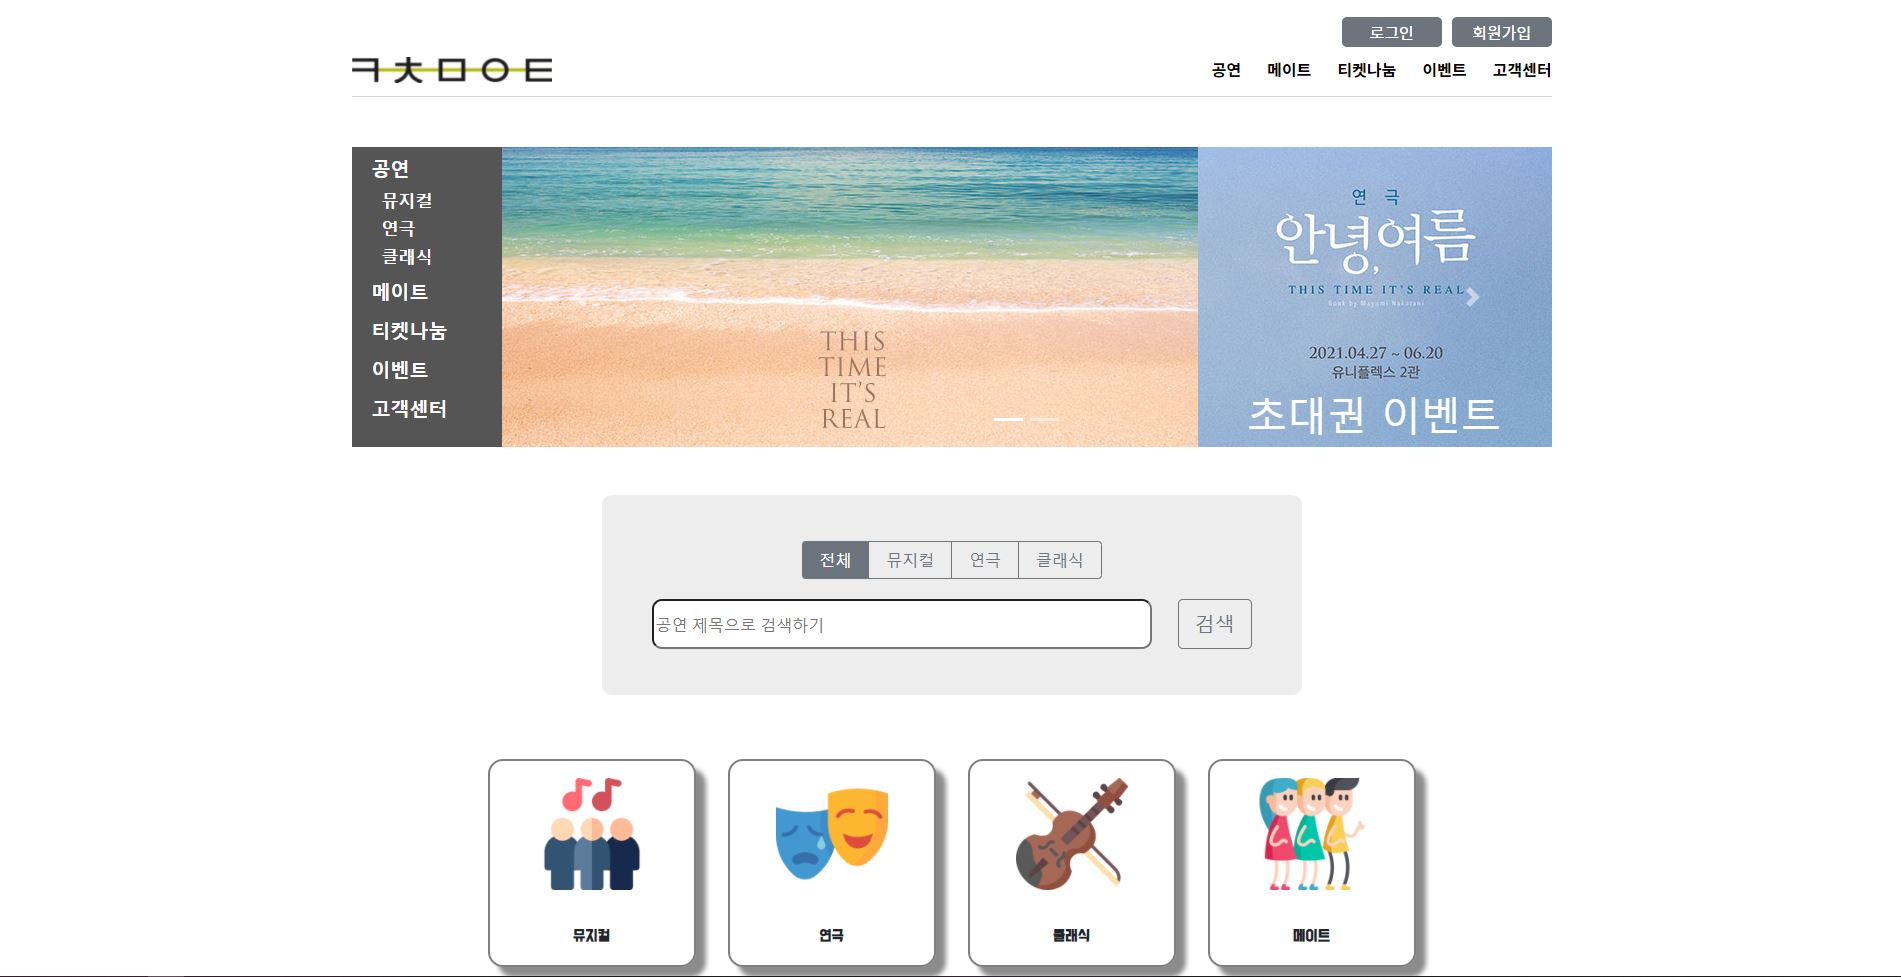 로그인 회원가입
ㅋㅊㅁㅇㅌ
공연 메이트 티켓나눔 이벤트 고객센터
공연
뮤지컬
연극
클래식
메이트
티켓나눔
이벤트
고객센터
THIS
TIME
IT'S
REAL
연 극
안녕, 여름
THIS TIME IT'S REAL
Book by Mayumi Nakatani
2021.04.27 ~ 06.20
유니플렉스 2관
초대권 이벤트
전체 뮤지컬 연극 클래식
공연 제목으로 검색하기 검색
뮤지컬 연극 클래식 메이트